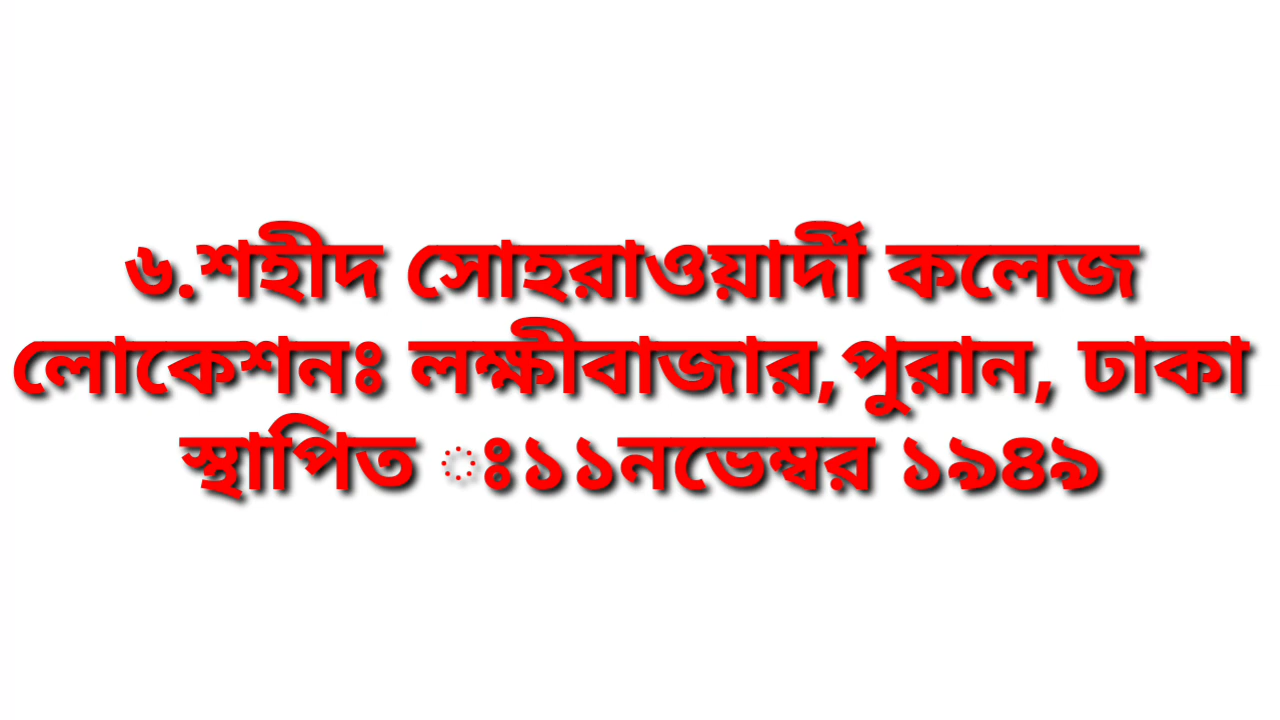 ৬.শহীদ সোহরাওয়ার্দী কলেজ
লোকেশনঃ লক্ষীবাজার,পুরান, ঢাকা
স্থাপিত ঃ১১নভেম্বর ১৯৪৯